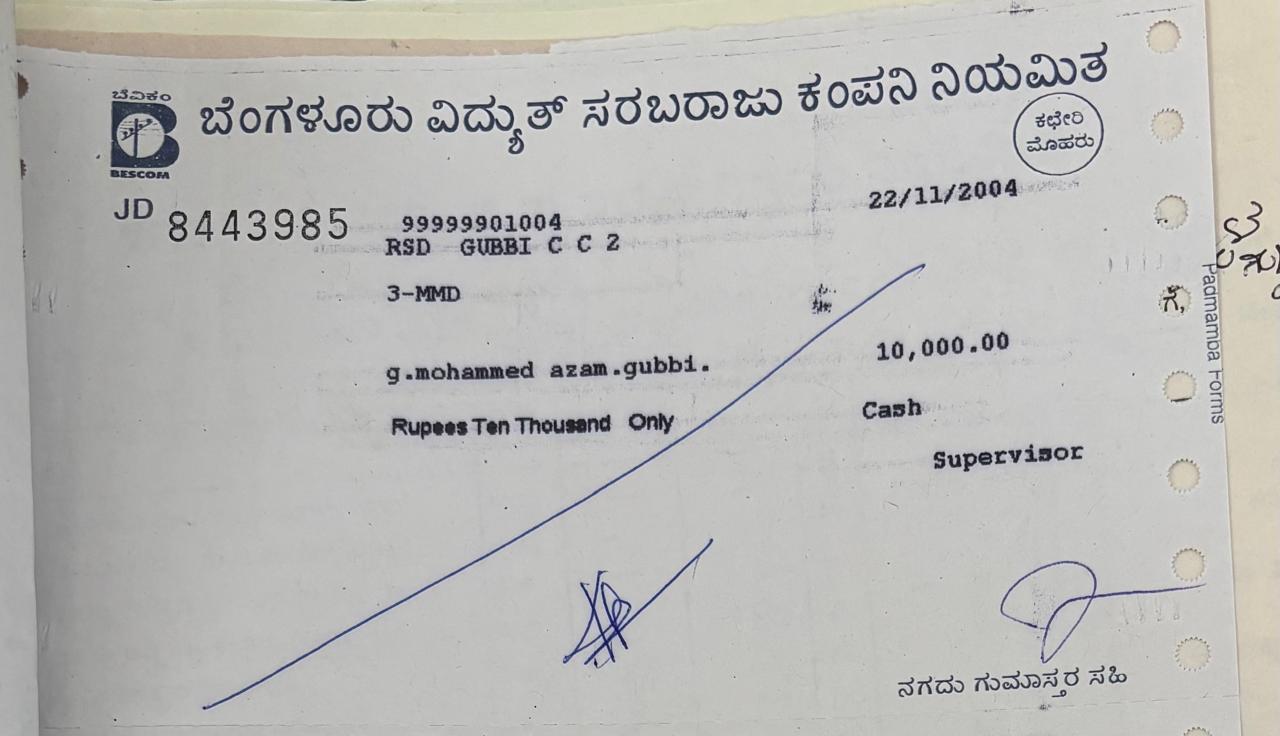 ಬೆವಿಕಂ
BESCOM
ಬೆಂಗಳೂರು ವಿದ್ಯುತ್ ಸರಬರಾಜು ಕಂಪನಿ ನಿಯಮಿತ
ಕಛೇರಿ
ಮೊಹರು
22/11/2004
JD 8443985
99999901004
RSD GUBBI C C 2
3-MMD
g.mohammed azam.gubbi.
10,000.00
Rupees Ten Thousand Only
Cash
Supervisor
ನಗದು ಗುಮಾಸ್ತರ ಸಹಿ
Padmamba Forms